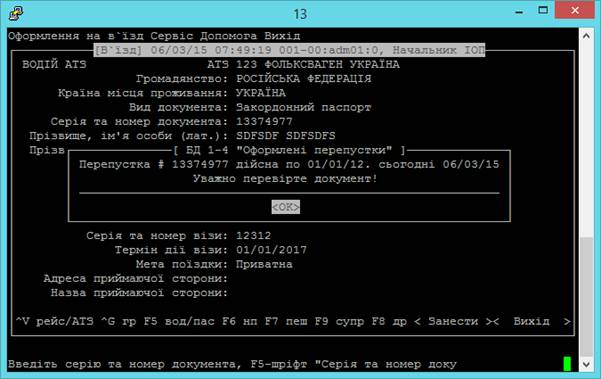 13
Оформлення на в`їзд Сервіс Допомога Вихід
[В`їзд] 06/03/15 07:49:19 001-00:adm01:0, Начальник ІОП
ВОДІЙ АТЗ АТЗ 123 ФОЛЬКСВАГЕН УКРАЇНА
Громадянство: РОСІЙСЬКА ФЕДЕРАЦІЯ
Країна місця проживання: УКРАЇНА
Вид документа: Закордонний паспорт
Серія та номер документа: 13374977
Прізвище, ім'я особи (лат.): SDFSDF SDFSDFS
Прізв [ БД 1-4 "Оформлені перепустки" ]
Перепустка # 13374977 дійсна по 01/01/12. сьогодні 06/03/15
Уважно перевірте документ!
<OK>
Серія та номер візи: 12312
Термін дії візи: 01/01/2017
Мета поїздки: Приватна
Адреса приймаючої сторони:
Назва приймаючої сторони:
^V рейс/АТЗ ^G гр F5 вод/пас F6 нп F7 пеш F9 супр F8 др < Занести >< Вихід >
Введіть серію та номер документа, F5-шріфт "Серія та номер доку